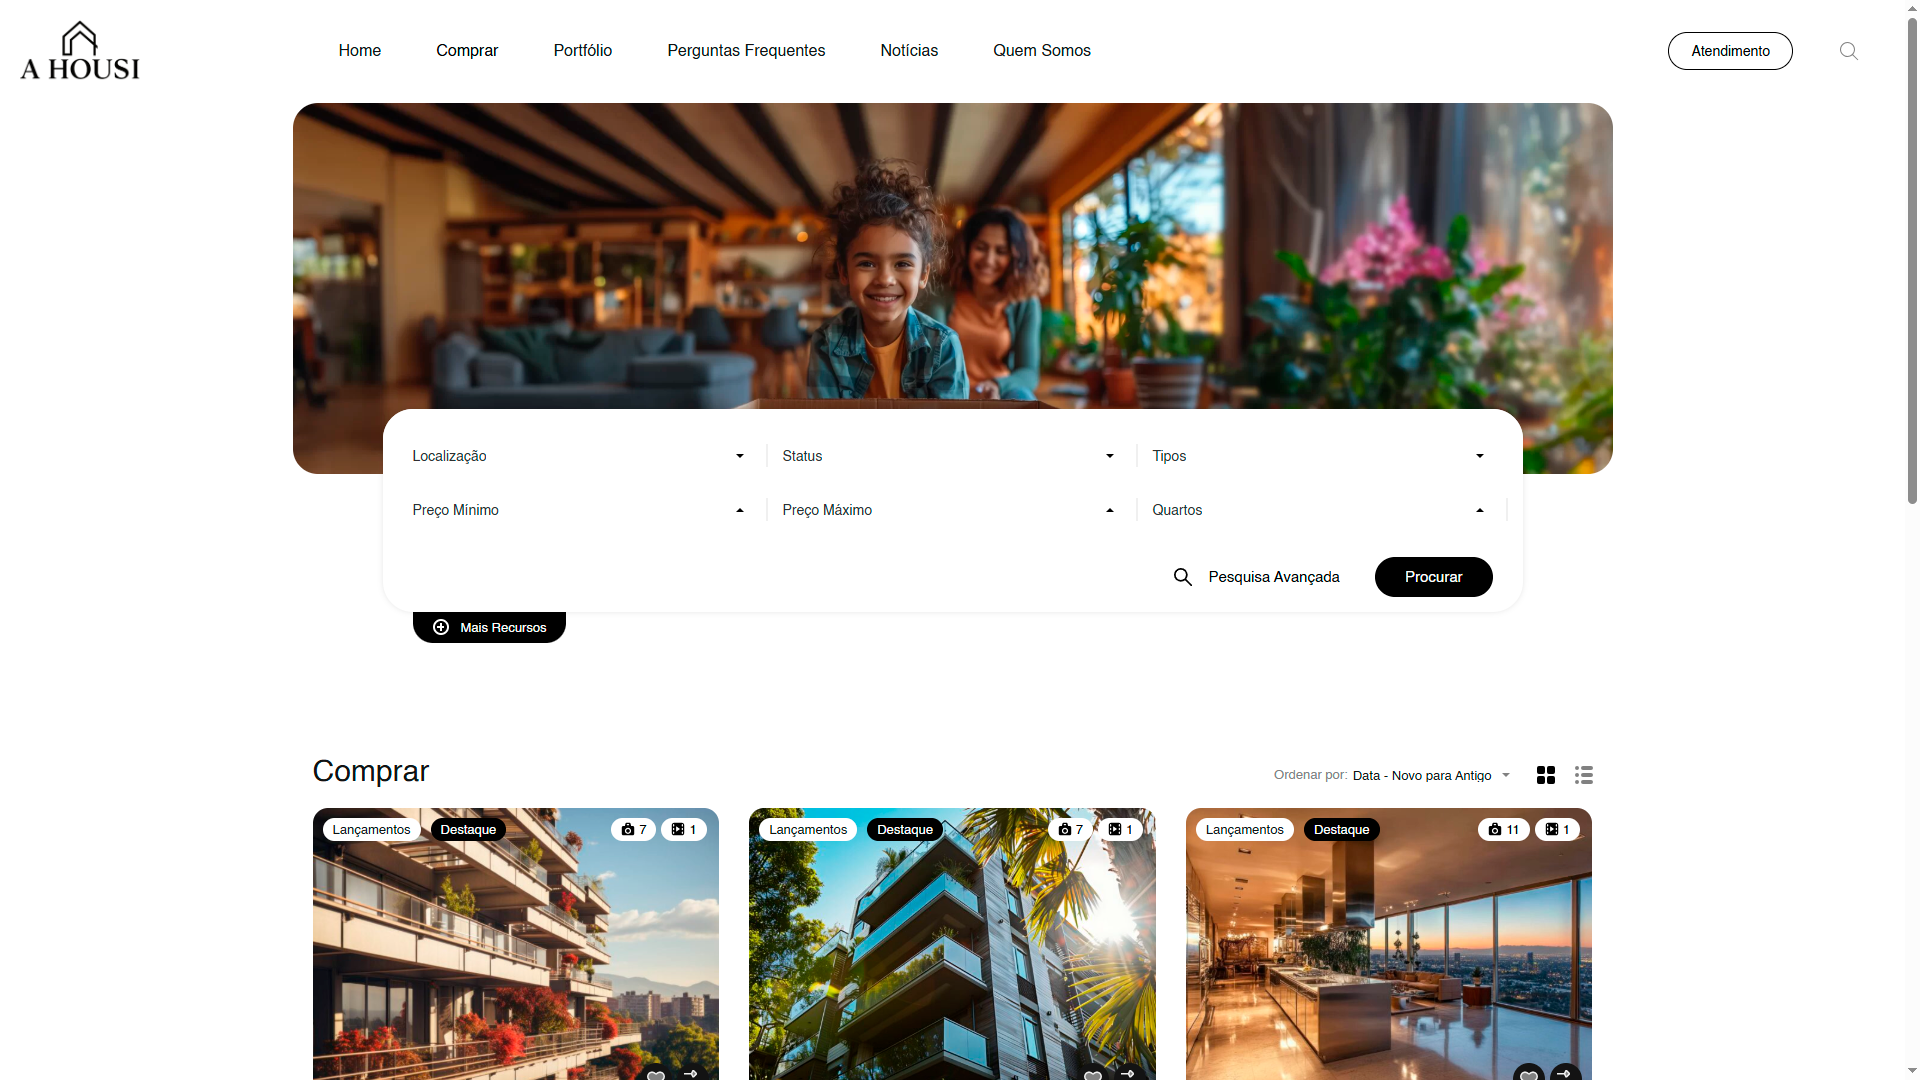 A HOUSI
Home
Comprar
Portfólio
Perguntas Frequentes
Notícias
Quem Somos
Atendimento
Localização
Status
Tipos
Preço Mínimo
Preço Máximo
Quartos
Pesquisa Avançada
Procurar
Mais Recursos
Comprar
Ordenar por: Data - Novo para Antigo
Lançamentos
Destaque
7
1
Lançamentos
Destaque
7
1
Lançamentos
Destaque
11
1